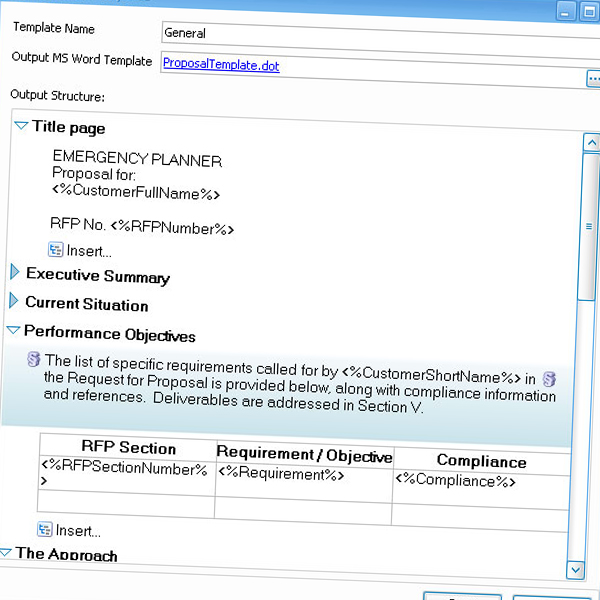 Template Name
General
Output MS Word Template
ProposalTemplate.dot
...
Output Structure:
Title page
EMERGENCY PLANNER
Proposal for:
<%CustomerFullName%>
RFP No. <%RFPNumber%>
Insert...
Executive Summary
Current Situation
Performance Objectives
The list of specific requirements called for by <%CustomerShortName%> in
the Request for Proposal is provided below, along with compliance information
and references. Deliverables are addressed in Section V.
RFP Section Requirement / Objective Compliance
<%RFPSectionNumber% <%Requirement%> <%Compliance%>
>
Insert...
The Approach